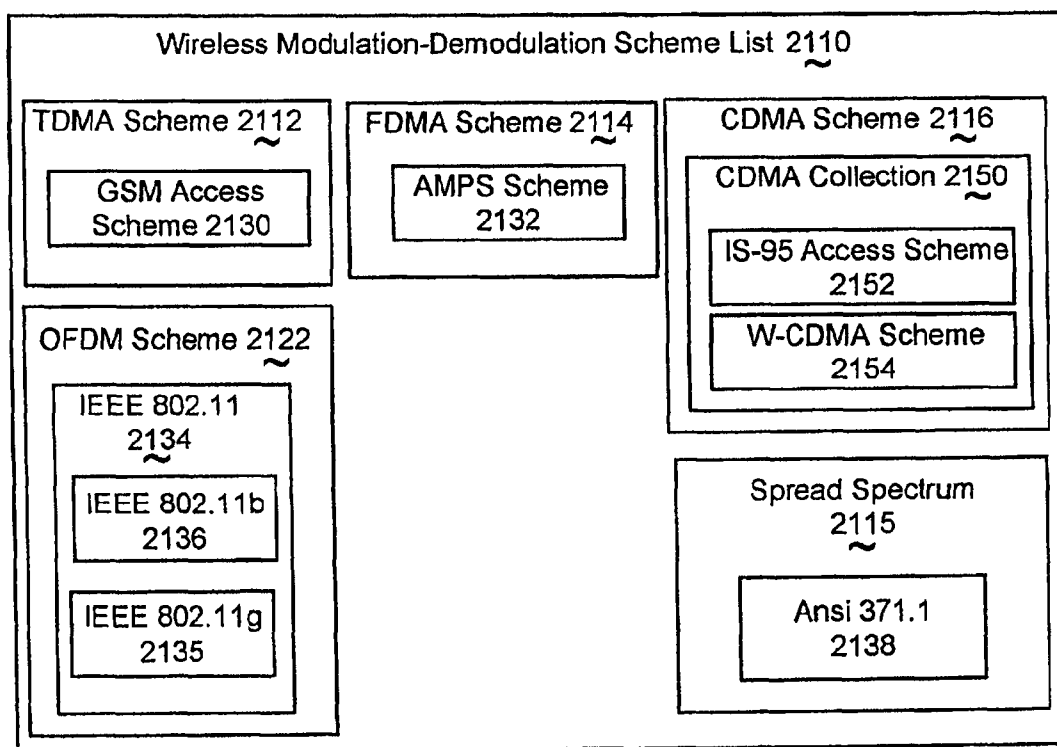 Wireless Modulation-Demodulation Scheme List 2110
TDMA Scheme 2112
GSM Access
Scheme 2130
FDMA Scheme 2114
AMPS Scheme
2132
CDMA Scheme 2116
CDMA Collection 2150
IS-95 Access Scheme
2152
W-CDMA Scheme
2154
OFDM Scheme 2122
IEEE 802.11
2134
IEEE 802.11b
2136
IEEE 802.11g
2135
Spread Spectrum
2115
Ansi 371.1
2138